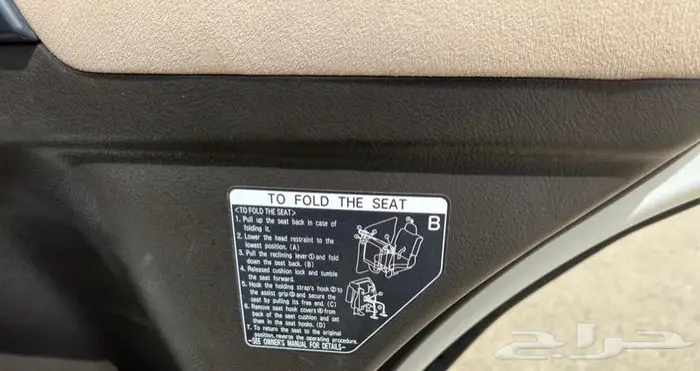 TO FOLD THE SEAT
<TO FOLD THE SEAT>
B
1. Pull up the seat back in case of
folding it.
2. Lower the head restraint to the
lowest position. (A)
3. Pull the reclining lever ① and fold
down the seat back. (B)
4. Released cushion lock and tumble
the seat forward.
5. Hook the holding strap's hook ② to
the assist grip ③ and secure the
seat by pulling its free end. (C)
6. Remove seat hook covers ④ from
back of the seat cushion and set
them in the seat hooks. (D)
7. To return the seat to the original
position, reverse the operating procedure.
—SEE OWNER'S MANUAL FOR DETAILS—
حراج